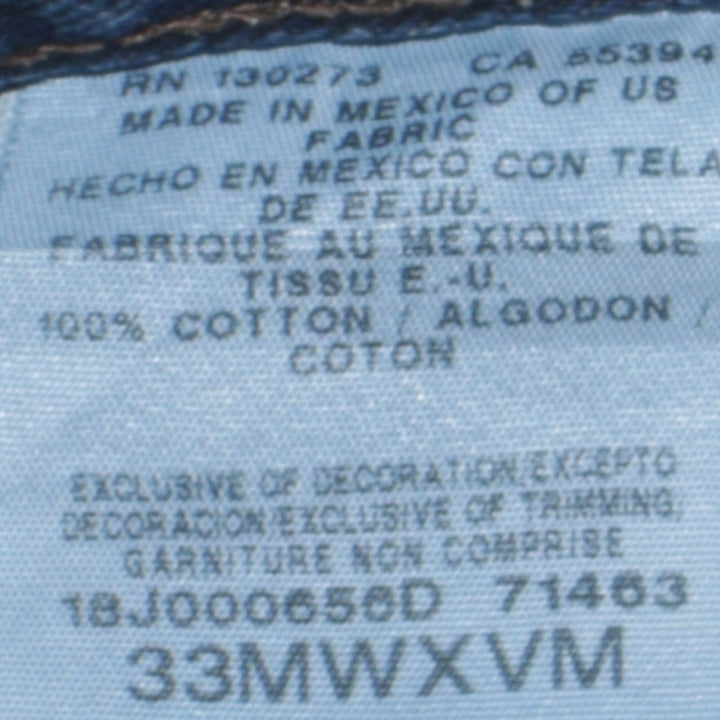 RN 130273 CA 55394
MADE IN MEXICO OF US
FABRIC
HECHO EN MEXICO CON TELA
DE EE.UU.
FABRIQUE AU MEXIQUE DE
TISSU E.-U.
100% COTTON / ALGODON /
COTON
EXCLUSIVE OF DECORATION/EXCEPTO
DECORACION/EXCLUSIVE OF TRIMMING/
GARNITURE NON COMPRISE
71463
33MWXVM